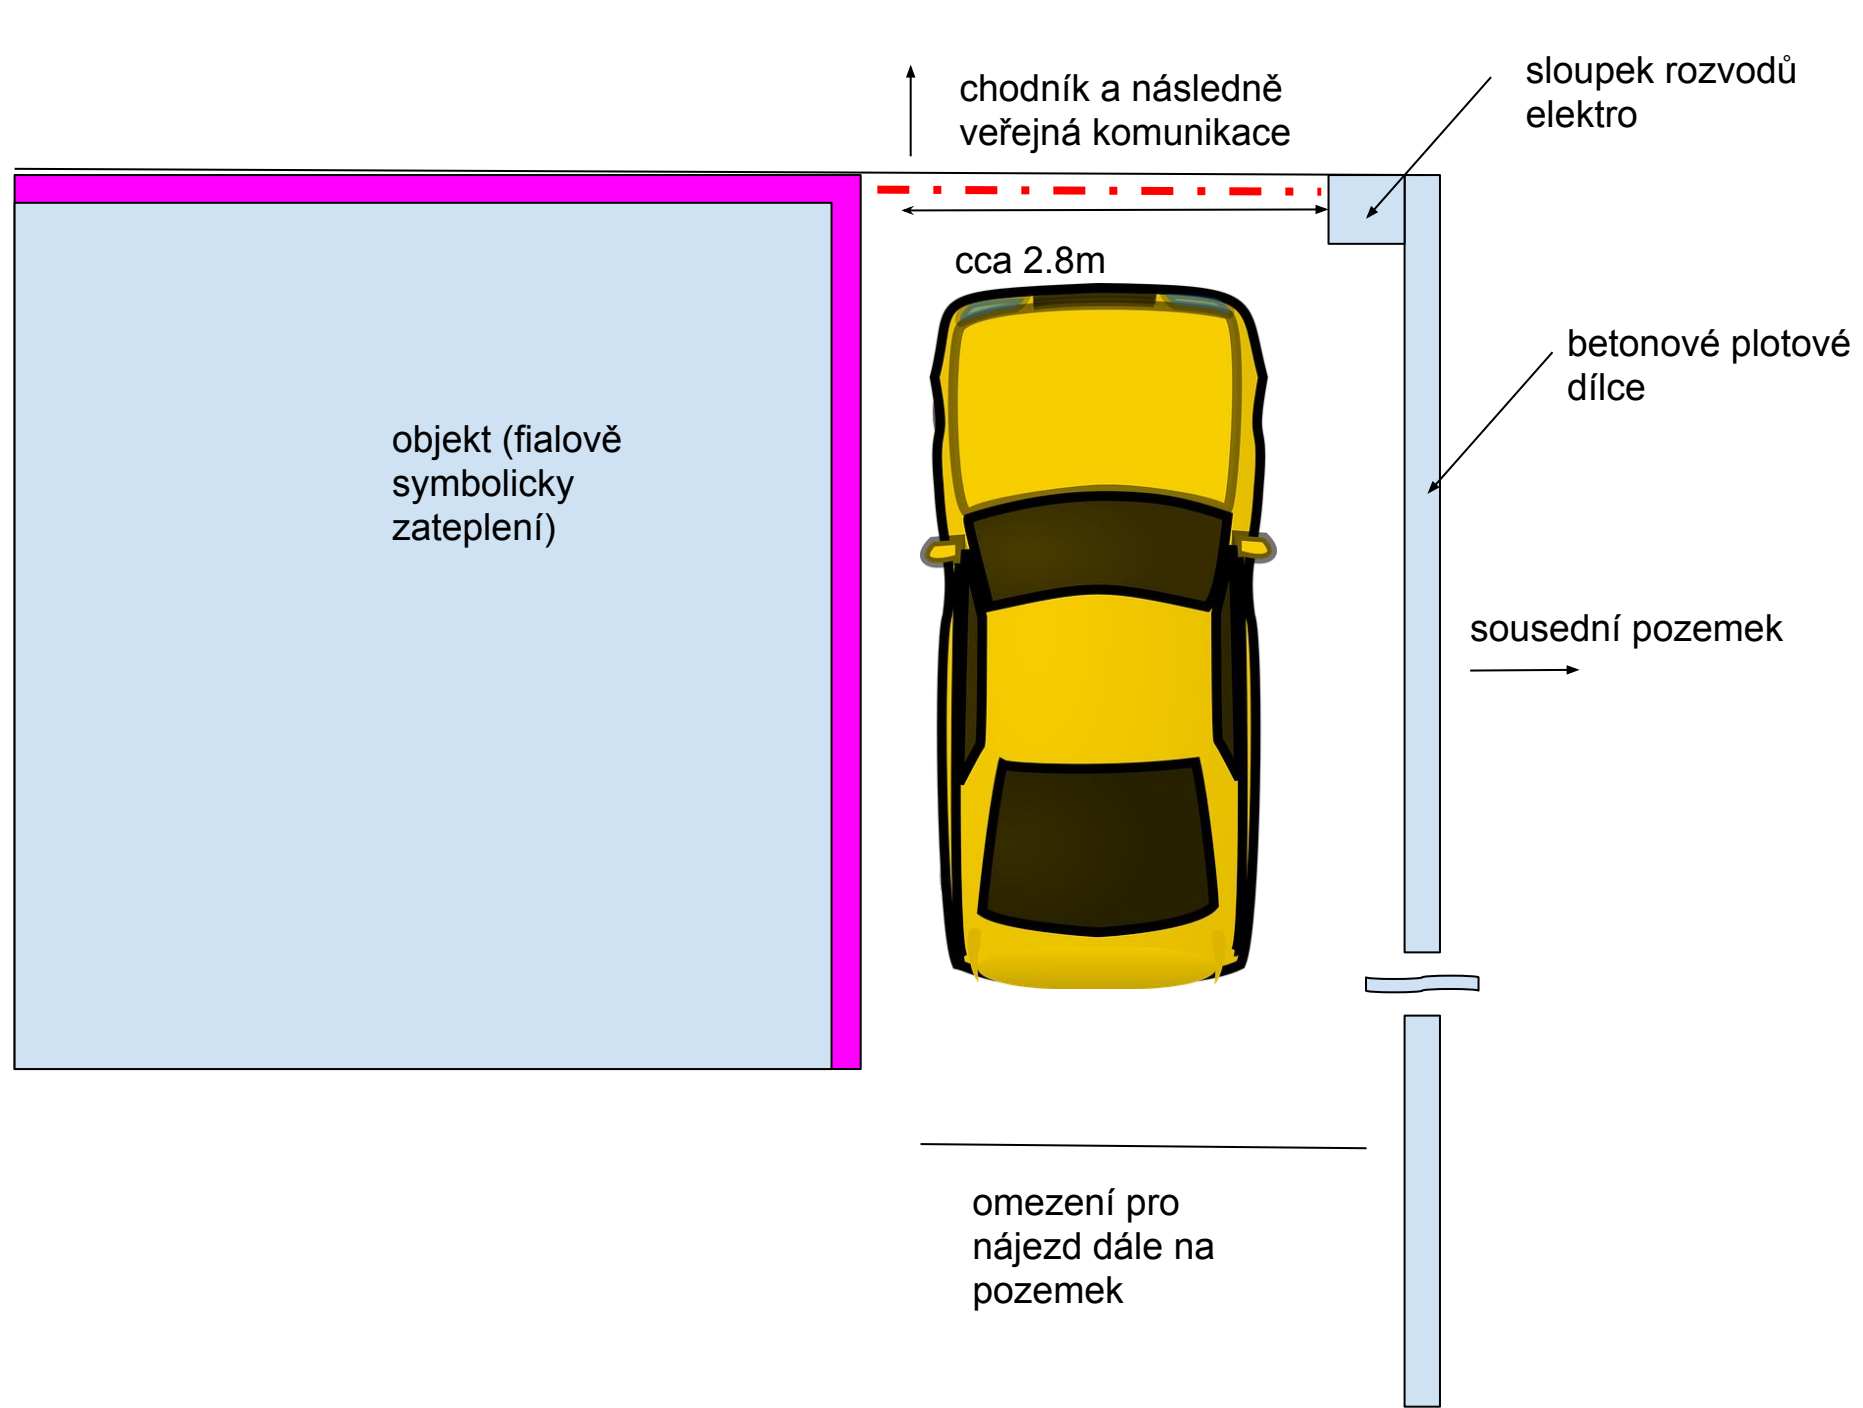 chodník a následně
veřejná komunikace
sloupek rozvodů
elektro
cca 2.8m
betonové plotové
dílce
objekt (fialově
symbolicky
zateplení)
sousední pozemek
omezení pro
nájezd dále na
pozemek